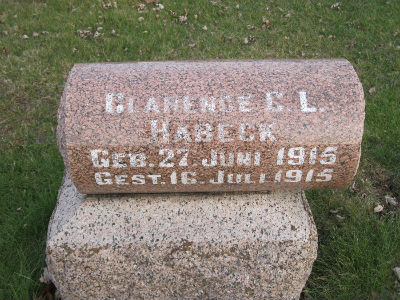 Clarence C. L.
Habeck
Geb. 27. Juni 1915
Gest. 16. Juli 1915